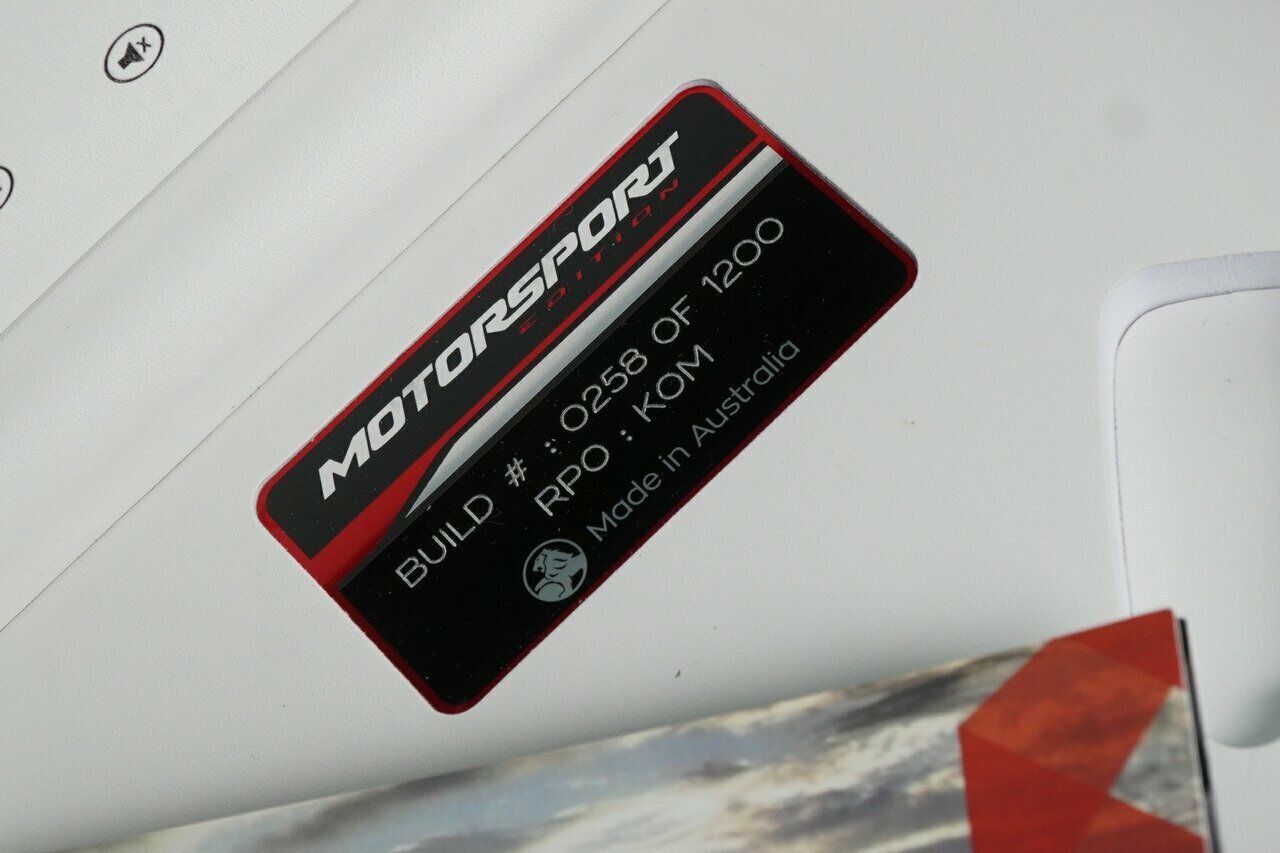 MOTORSPORT
EDITION
BUILD # : 0258 OF 1200
RPO : KOM
Made in Australia